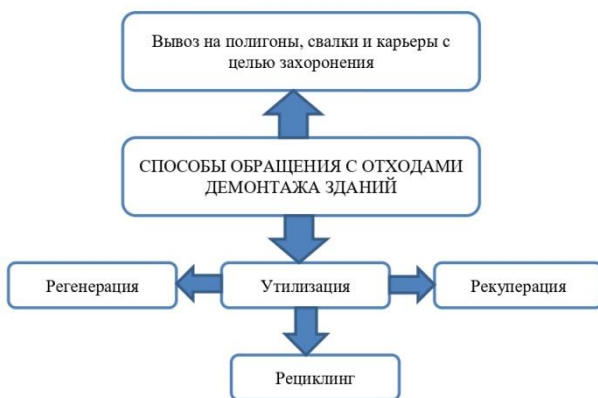 Вывоз на полигоны, свалки и карьеры с
целью захоронения
СПОСОБЫ ОБРАЩЕНИЯ С ОТХОДАМИ
ДЕМОНТАЖА ЗДАНИЙ
Регенерация
Утилизация
Рекуперация
Рециклинг